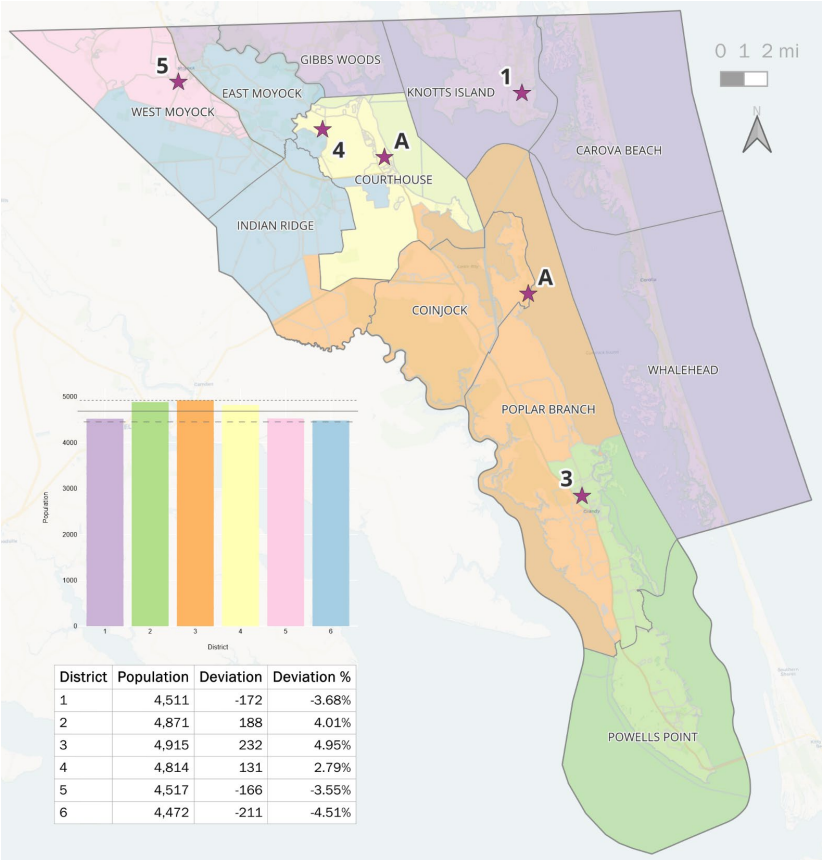 0 1 2 mi
N
5
GIBBS WOODS
1
EAST MOYOCK
KNOTTS ISLAND
WEST MOYOCK
4
A
CAROVA BEACH
COURTHOUSE
INDIAN RIDGE
A
COINJOCK
WHALEHEAD
POPLAR BRANCH
3
POWELLS POINT
5000
4000
3000
2000
1000
0
Population
1 2 3 4 5 6
District
District Population Deviation Deviation %
1 4,511 -172 -3.68%
2 4,871 188 4.01%
3 4,915 232 4.95%
4 4,814 131 2.79%
5 4,517 -166 -3.55%
6 4,472 -211 -4.51%